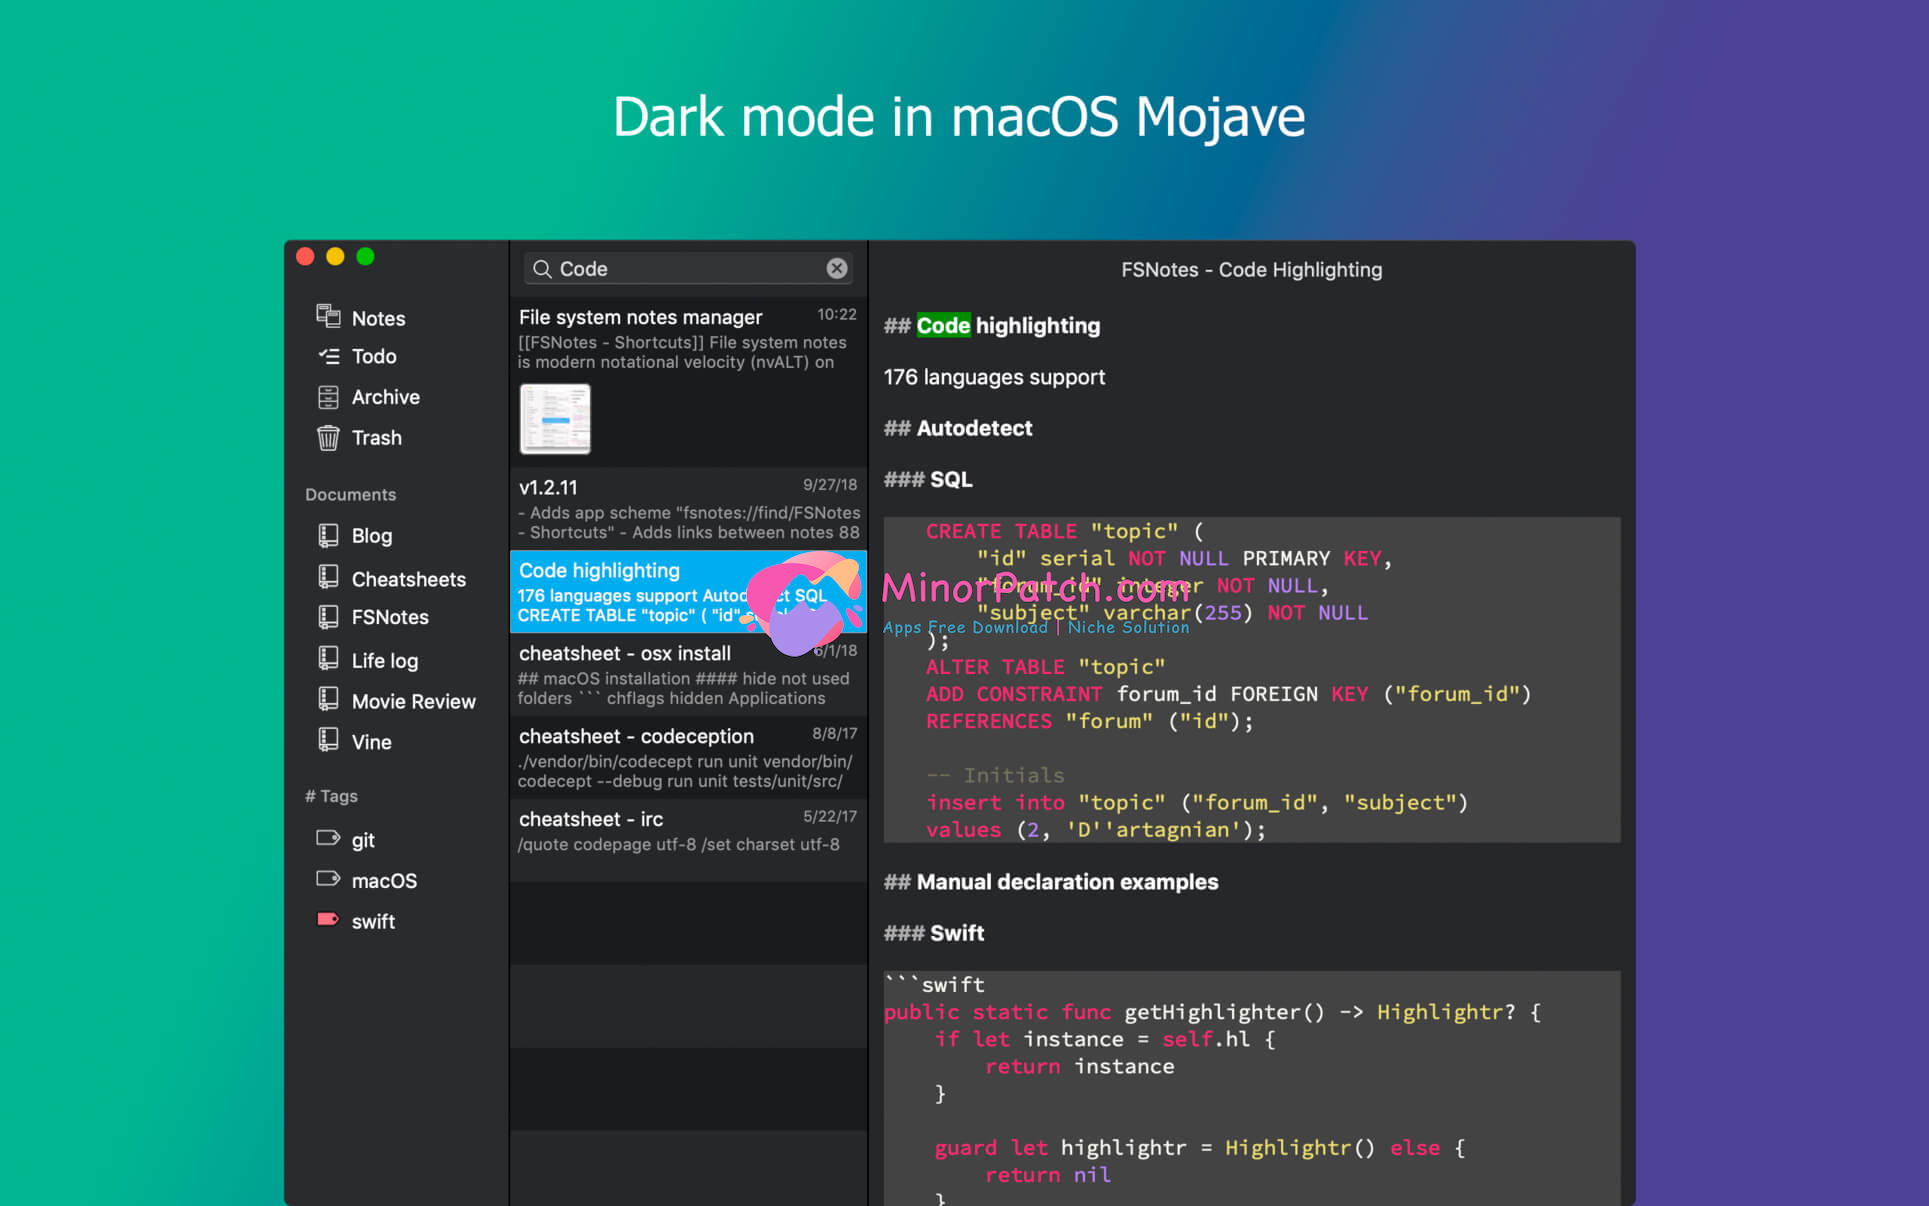 Dark mode in macOS Mojave
Notes
Todo
Archive
Trash
Documents
Blog
Cheatsheets
FSNotes
Life log
Movie Review
Vine
# Tags
git
macOS
swift
Code
File system notes manager 10:22
[[FSNotes - Shortcuts]] File system notes
is modern notational velocity (nvALT) on
v1.2.11 9/27/18
- Adds app scheme "fsnotes://find/FSNotes
- Shortcuts" - Adds links between notes 88
Code highlighting
176 languages support Autodetect SQL
CREATE TABLE "topic" ( "id"
cheatsheet - osx install 6/1/18
## macOS installation #### hide not used
folders ``` chflags hidden Applications
cheatsheet - codeception 8/8/17
./vendor/bin/codecept run unit vendor/bin/
codecept --debug run unit tests/unit/src/
cheatsheet - irc 5/22/17
/quote codepage utf-8 /set charset utf-8
FSNotes - Code Highlighting
## Code highlighting
176 languages support
## Autodetect
### SQL
CREATE TABLE "topic" (
"id" serial NOT NULL PRIMARY KEY,
"forum_id" integer NOT NULL,
"subject" varchar(255) NOT NULL
);
ALTER TABLE "topic"
ADD CONSTRAINT forum_id FOREIGN KEY ("forum_id")
REFERENCES "forum" ("id");
-- Initials
insert into "topic" ("forum_id", "subject")
values (2, 'D''artagnian');
## Manual declaration examples
### Swift
```swift
public static func getHighlighter() -> Highlightr? {
if let instance = self.hl {
return instance
}
guard let highlightr = Highlightr() else {
return nil
}
MinorPatch.com
Apps Free Download | Niche Solution